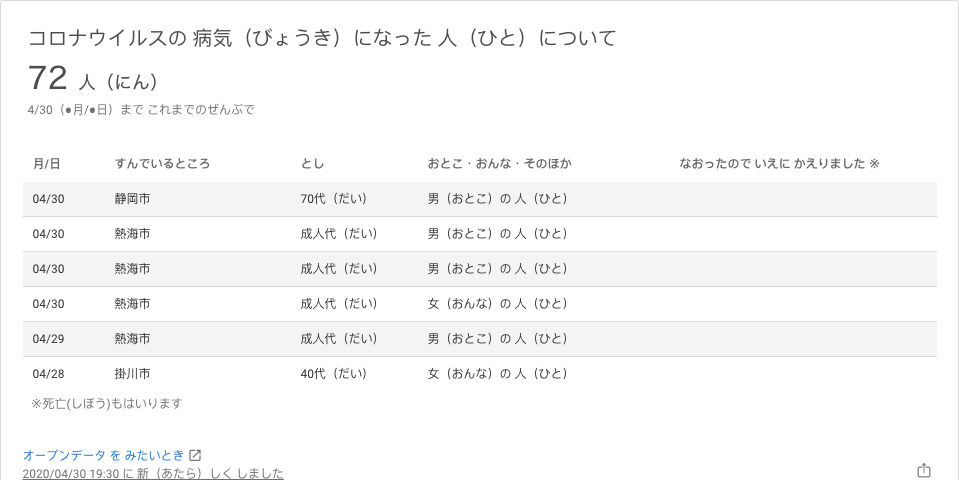 コロナウイルスの 病気（びょうき）になった 人（ひと）について
72 人（にん）
4/30（●月/●日）まで これまでのぜんぶで
月/日 すんでいるところ とし おとこ・おんな・そのほか なおったので いえに かえりました ※
04/30 静岡市 70代（だい） 男（おとこ）の 人（ひと）
04/30 熱海市 成人代（だい） 男（おとこ）の 人（ひと）
04/30 熱海市 成人代（だい） 男（おとこ）の 人（ひと）
04/30 熱海市 成人代（だい） 女（おんな）の 人（ひと）
04/29 熱海市 成人代（だい） 男（おとこ）の 人（ひと）
04/28 掛川市 40代（だい） 女（おんな）の 人（ひと）
※死亡(しぼう)もはいります
オープンデータ を みたいとき
2020/04/30 19:30 に 新（あたら）しく しました